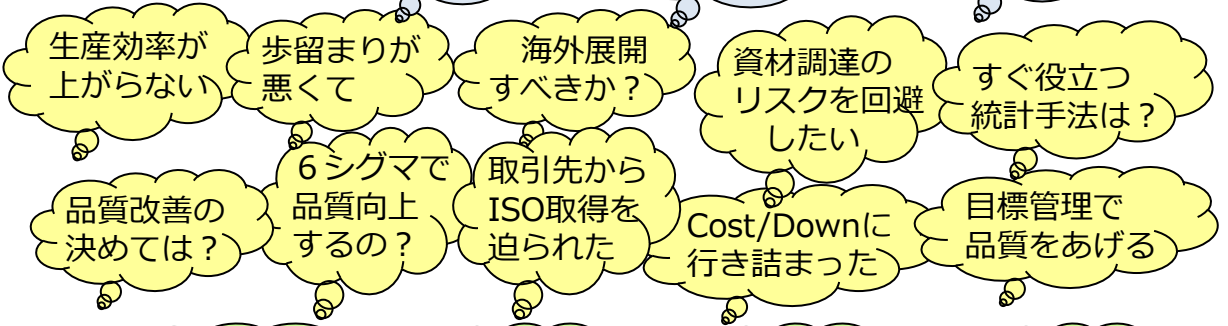 生産効率が
上がらない
歩留まりが
悪くて
海外展開
すべきか？
資材調達の
リスクを回避
したい
すぐ役立つ
統計手法は？
品質改善の
決めては？
６シグマで
品質向上
するの？
取引先から
ISO取得を
迫られた
Cost/Downに
行き詰まった
目標管理で
品質をあげる